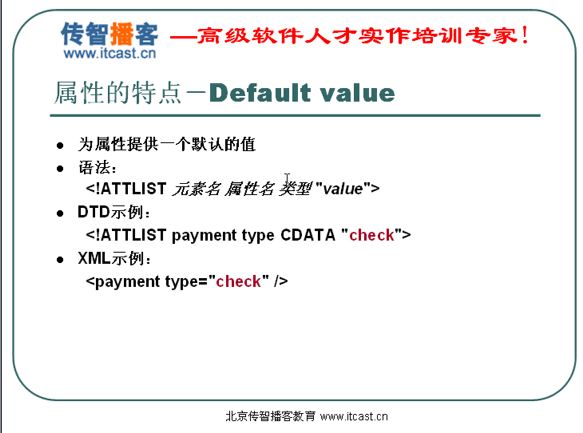 传智播客 —高级软件人才实作培训专家!
www.itcast.cn
属性的特点－Default value
● 为属性提供一个默认的值
● 语法：
<!ATTLIST 元素名 属性名 类型 "value">
● DTD示例：
<!ATTLIST payment type CDATA "check">
● XML示例：
<payment type="check" />
北京传智播客教育 www.itcast.cn